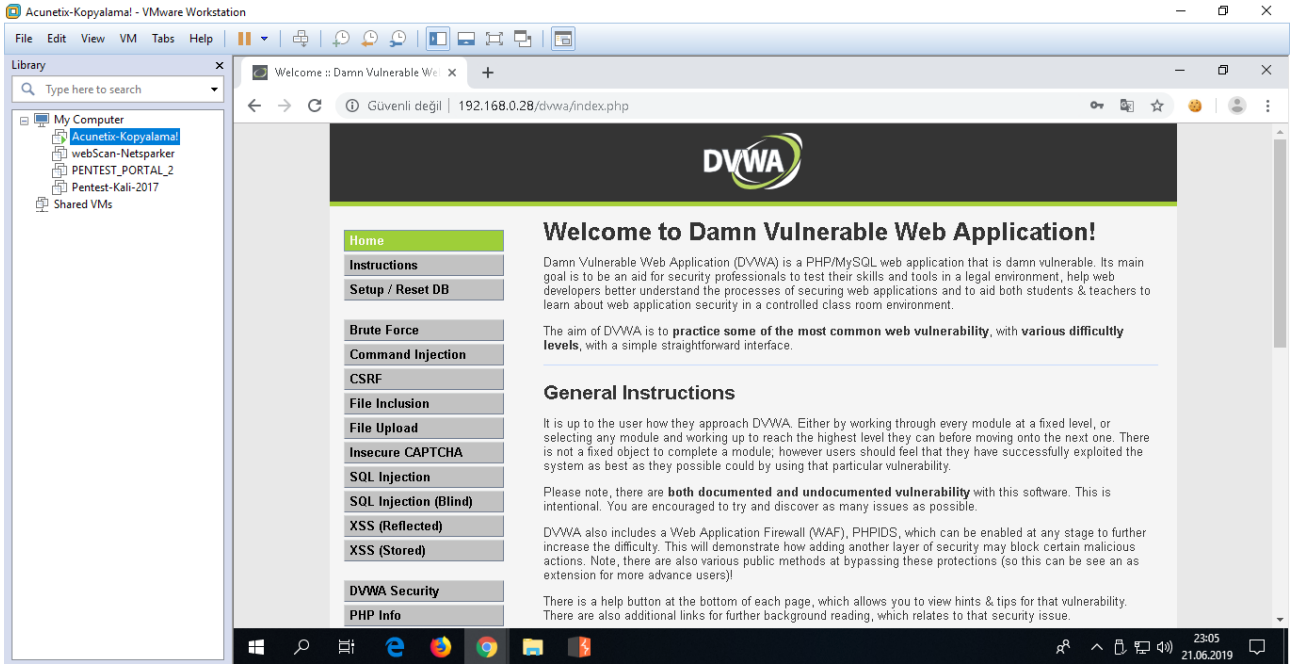 Acunetix-Kopyalama! - VMware Workstation
File Edit View VM Tabs Help
Library
Type here to search
My Computer
Acunetix-Kopyalama!
webScan-Netsparker
PENTEST_PORTAL_2
Pentest-Kali-2017
Shared VMs
Welcome :: Damn Vulnerable We
Güvenli değil | 192.168.0.28/dvwa/index.php
DVWA
Home
Instructions
Setup / Reset DB
Brute Force
Command Injection
CSRF
File Inclusion
File Upload
Insecure CAPTCHA
SQL Injection
SQL Injection (Blind)
XSS (Reflected)
XSS (Stored)
DVWA Security
PHP Info
Welcome to Damn Vulnerable Web Application!
Damn Vulnerable Web Application (DVWA) is a PHP/MySQL web application that is damn vulnerable. Its main
goal is to be an aid for security professionals to test their skills and tools in a legal environment, help web
developers better understand the processes of securing web applications and to aid both students & teachers to
learn about web application security in a controlled class room environment.
The aim of DVWA is to practice some of the most common web vulnerability, with various difficultly
levels, with a simple straightforward interface.
General Instructions
It is up to the user how they approach DVWA. Either by working through every module at a fixed level, or
selecting any module and working up to reach the highest level they can before moving onto the next one. There
is not a fixed object to complete a module; however users should feel that they have successfully exploited the
system as best as they possible could by using that particular vulnerability.
Please note, there are both documented and undocumented vulnerability with this software. This is
intentional. You are encouraged to try and discover as many issues as possible.
DVWA also includes a Web Application Firewall (WAF), PHPIDS, which can be enabled at any stage to further
increase the difficulty. This will demonstrate how adding another layer of security may block certain malicious
actions. Note, there are also various public methods at bypassing these protections (so this can be see an as
extension for more advance users)!
There is a help button at the bottom of each page, which allows you to view hints & tips for that vulnerability.
There are also additional links for further background reading, which relates to that security issue.
23:05
21.06.2019